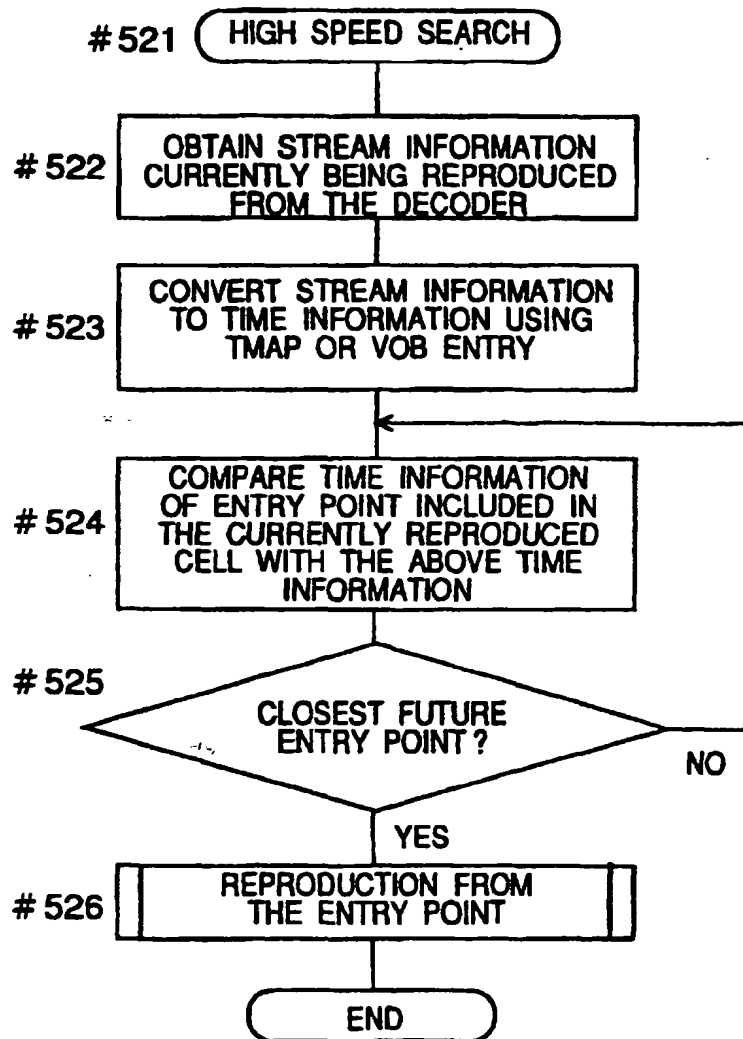 #521 HIGH SPEED SEARCH
#522
OBTAIN STREAM INFORMATION
CURRENTLY BEING REPRODUCED
FROM THE DECODER
#523
CONVERT STREAM INFORMATION
TO TIME INFORMATION USING
TMAP OR VOB ENTRY
#524
COMPARE TIME INFORMATION
OF ENTRY POINT INCLUDED IN
THE CURRENTLY REPRODUCED
CELL WITH THE ABOVE TIME
INFORMATION
#525
CLOSEST FUTURE
ENTRY POINT?
NO
YES
#526
REPRODUCTION FROM
THE ENTRY POINT
END